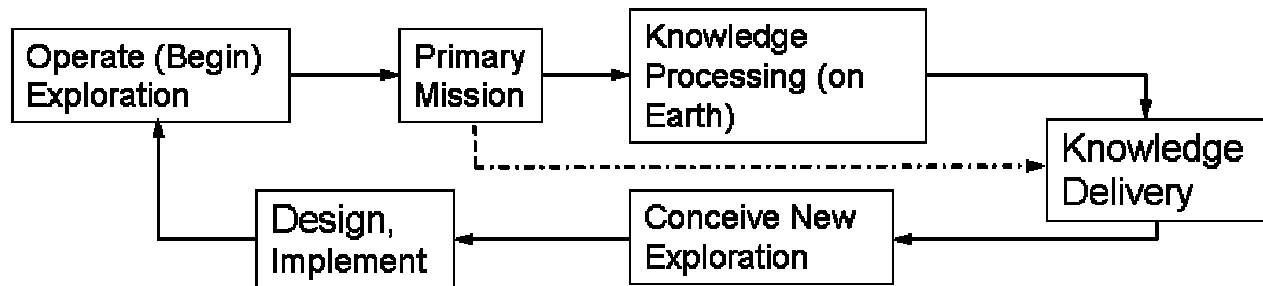 Operate (Begin)
Exploration
Primary
Mission
Knowledge
Processing (on
Earth)
Knowledge
Delivery
Conceive New
Exploration
Design,
Implement